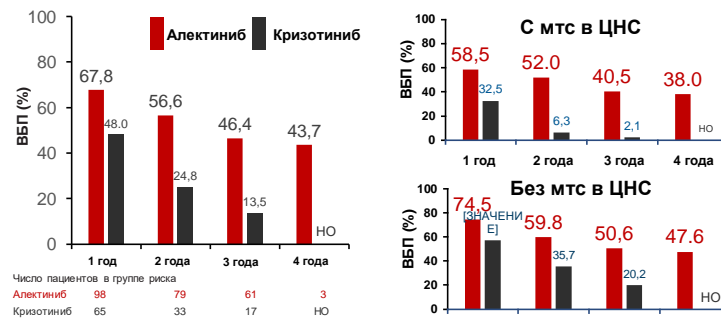 100
80
60
40
20
0
ВБП (%)
Алектиниб
Кризотиниб
67,8
48.0
56,6
24,8
46,4
13,5
43,7
НО
1 год
2 года
3 года
4 года
Число пациентов в группе риска
Алектиниб 98 79 61 3
Кризотиниб 65 33 17 НО
С мтс в ЦНС
100
80
60
40
20
0
ВБП (%)
58,5
32,5
52.0
6,3
40,5
2,1
38.0
НО
1 год
2 года
3 года
4 года
Без мтс в ЦНС
100
80
60
40
20
0
ВБП (%)
74,5
[ЗНАЧЕНИ
Е]
59.8
35,7
50,6
20,2
47.6
НО